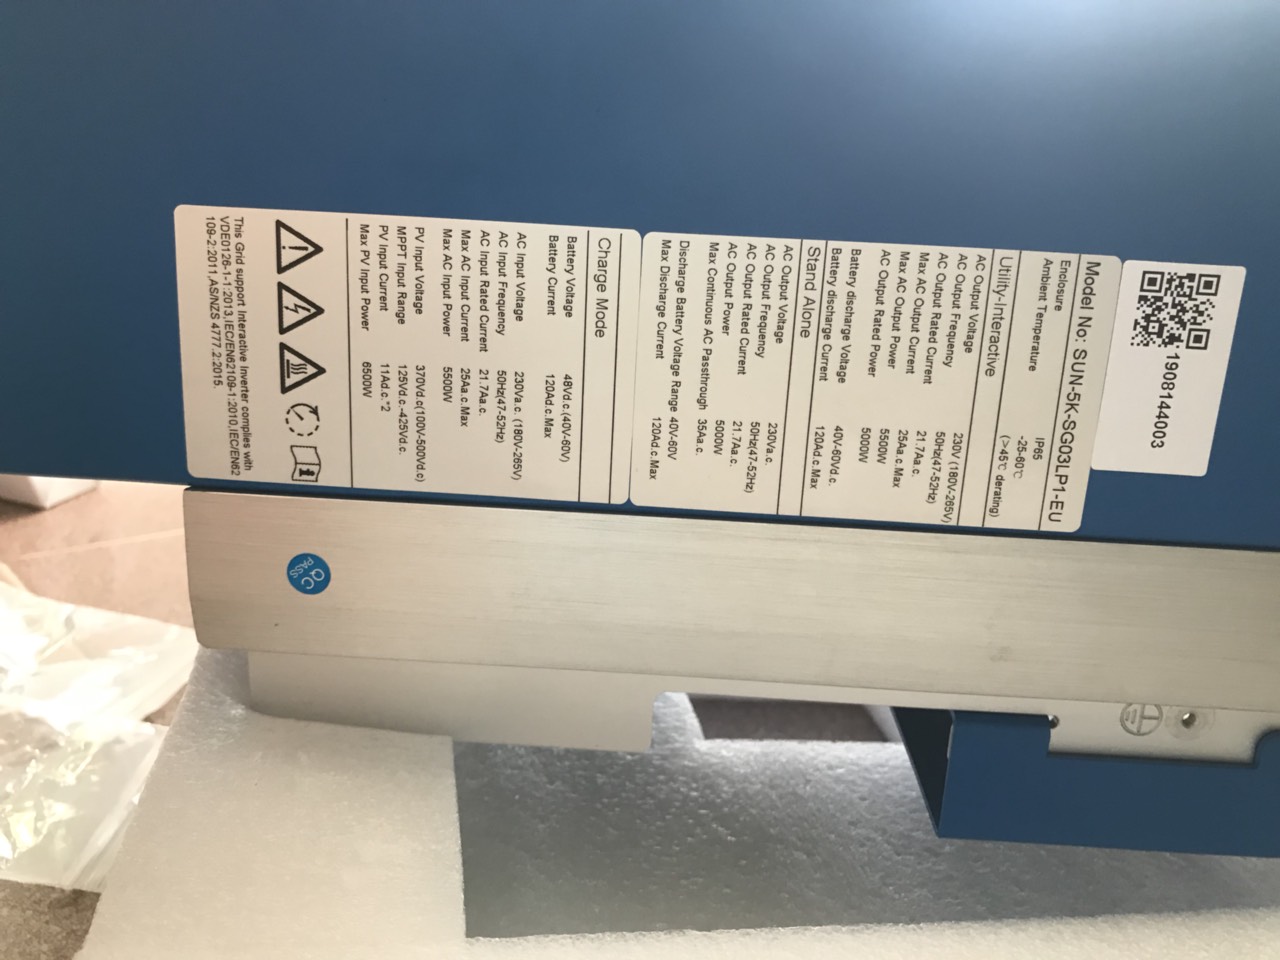 1908144003
Model No: SUN-5K-SG03LP1-EU
Enclosure IP65
Ambient Temperature -25-60℃
(>45℃ derating)
Utility-Interactive
AC Output Voltage 230V (180V-265V)
AC Output Frequency 50Hz(47-52Hz)
AC Output Rated Current 21.7Aa.c.
Max AC Output Current 25Aa.c.Max
Max AC Output Power 5500W
AC Output Rated Power 5000W
Battery discharge Voltage 40V-60Vd.c.
Battery discharge Current 120Ad.c.Max
Stand Alone
AC Output Voltage 230Va.c.
AC Output Frequency 50Hz(47-52Hz)
AC Output Rated Current 21.7Aa.c.
AC Output Power 5000W
Max Continuous AC Passthrough 35Aa.c.
Discharge Battery Voltage Range 40V-60V
Max Discharge Current 120Ad.c.Max
Charge Mode
Battery Voltage 48Vd.c.(40V-60V)
Battery Current 120Ad.c.Max
AC Input Voltage 230Va.c. (180V-265V)
AC Input Frequency 50Hz(47-52Hz)
AC Input Rated Current 21.7Aa.c.
Max AC Input Current 25Aa.c.Max
Max AC Input Power 5500W
PV Input Voltage 370Vd.c(100V-500Vd.c)
MPPT Input Range 125Vd.c.-425Vd.c.
PV Input Current 11Ad.c.*2
Max PV Input Power 6500W
This Grid support Interactive Inverter complies with
VDE0126-1-1:2013,IEC/EN62109-1:2010,IEC/EN62
109-2:2011,AS/NZS 4777.2:2015.
QC
PASS